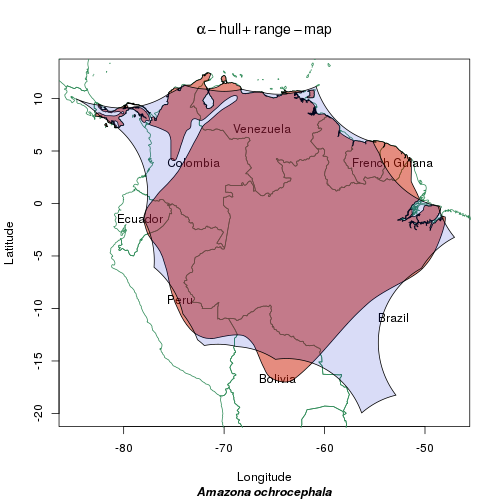 α − hull + range − map
10
5
0
-5
-10
-15
-20
Latitude
Venezuela
Colombia
French Guiana
Ecuador
Peru
Brazil
Bolivia
-80
-70
-60
-50
Longitude
Amazona ochrocephala